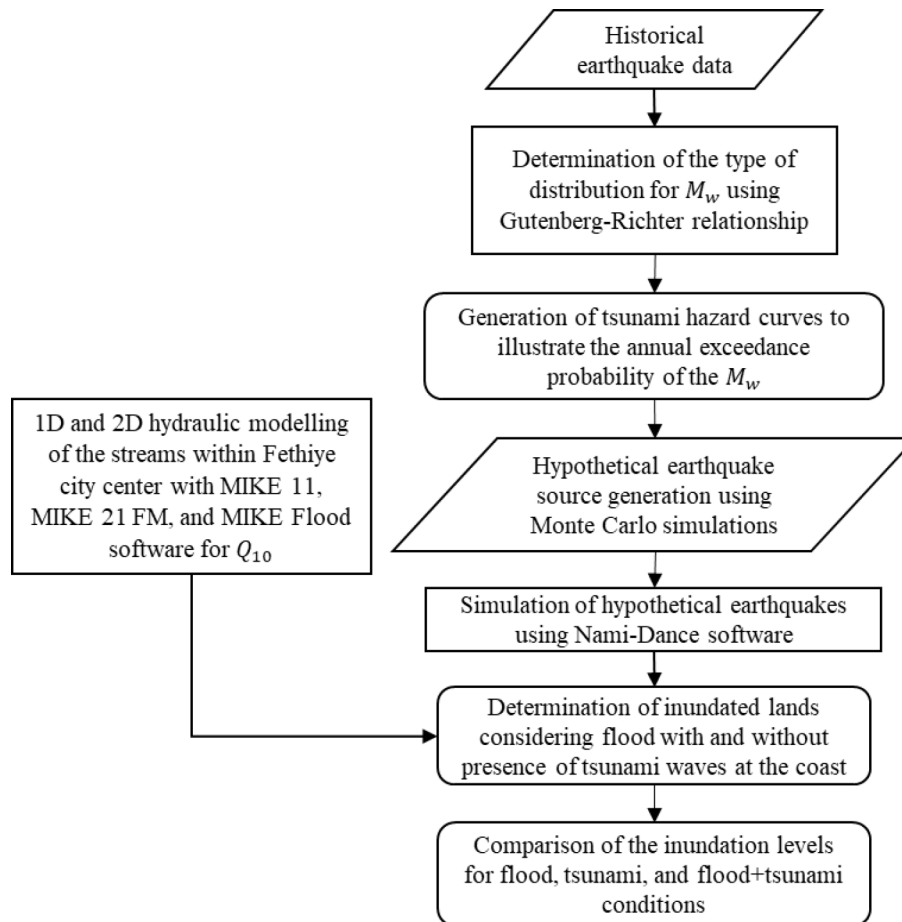 Historical
earthquake data
Determination of the type of
distribution for M_w using
Gutenberg-Richter relationship
Generation of tsunami hazard curves to
illustrate the annual exceedance
probability of the M_w
1D and 2D hydraulic modelling
of the streams within Fethiye
city center with MIKE 11,
MIKE 21 FM, and MIKE Flood
software for Q_10
Hypothetical earthquake
source generation using
Monte Carlo simulations
Simulation of hypothetical earthquakes
using Nami-Dance software
Determination of inundated lands
considering flood with and without
presence of tsunami waves at the coast
Comparison of the inundation levels
for flood, tsunami, and flood+tsunami
conditions